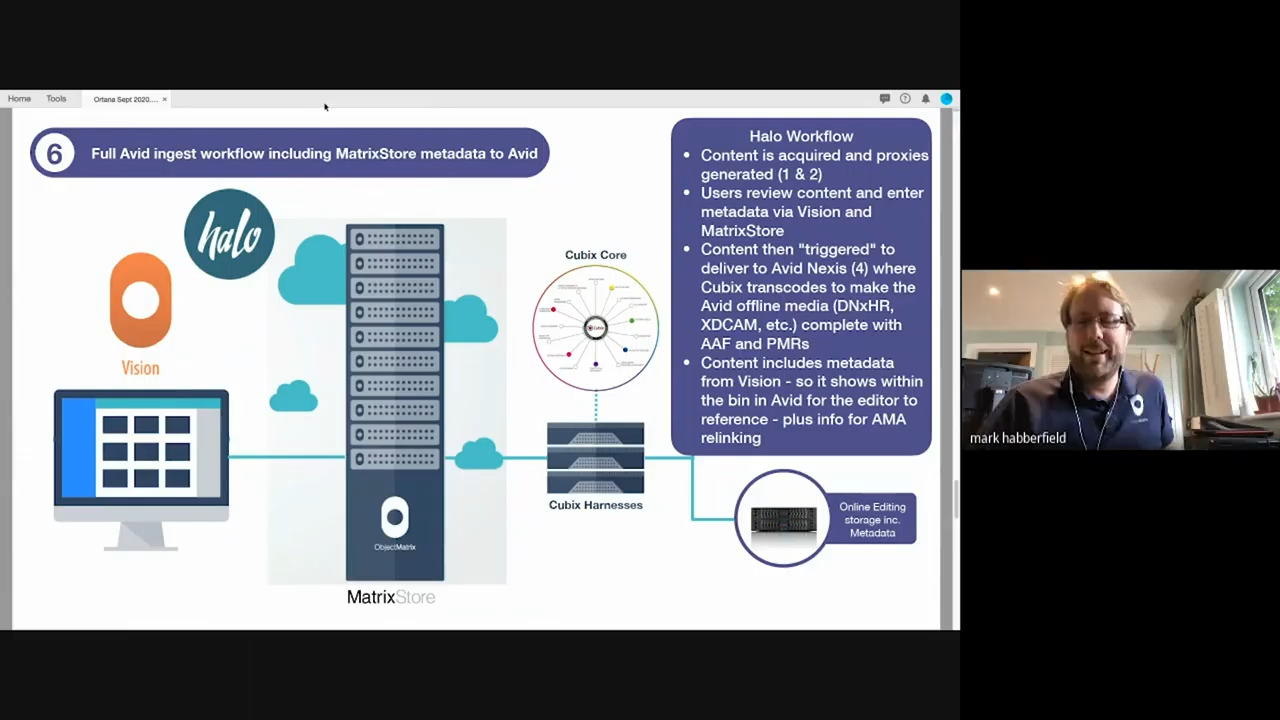 Home
Tools
Ortana Sept 2020....
6
Full Avid ingest workflow including MatrixStore metadata to Avid
halo
Vision
ObjectMatrix
MatrixStore
Cubix Core
Cubix
Cubix Harnesses
Halo Workflow
• Content is acquired and proxies
generated (1 & 2)
• Users review content and enter
metadata via Vision and
MatrixStore
• Content then "triggered" to
deliver to Avid Nexis (4) where
Cubix transcodes to make the
Avid offline media (DNxHR,
XDCAM, etc.) complete with
AAF and PMRs
• Content includes metadata
from Vision - so it shows within
the bin in Avid for the editor to
reference - plus info for AMA
relinking
Online Editing
storage inc.
Metadata
mark habberfield